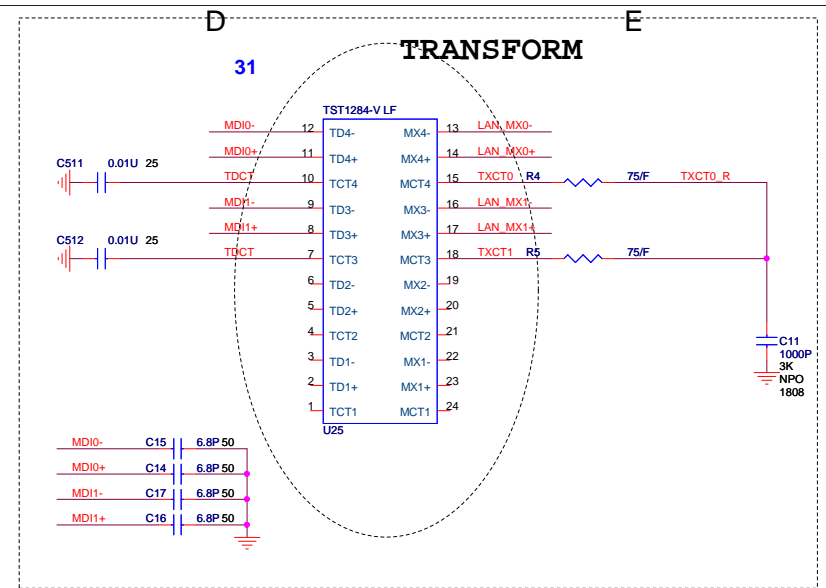 D
E
TRANSFORM
31
TST1284-V LF
MDI0- 12 TD4- MX4- 13 LAN_MX0-
MDI0+ 11 TD4+ MX4+ 14 LAN_MX0+
C511 0.01U 25 TDCT 10 TCT4 MCT4 15 TXCT0 R4 75/F TXCT0_R
MDI1- 9 TD3- MX3- 16 LAN_MX1-
MDI1+ 8 TD3+ MX3+ 17 LAN_MX1+
C512 0.01U 25 TDCT 7 TCT3 MCT3 18 TXCT1 R5 75/F
6 TD2- MX2- 19
5 TD2+ MX2+ 20
4 TCT2 MCT2 21
3 TD1- MX1- 22
2 TD1+ MX1+ 23
1 TCT1 MCT1 24
U25
C11
1000P
3K
NPO
1808
MDI0- C15 6.8P 50
MDI0+ C14 6.8P 50
MDI1- C17 6.8P 50
MDI1+ C16 6.8P 50